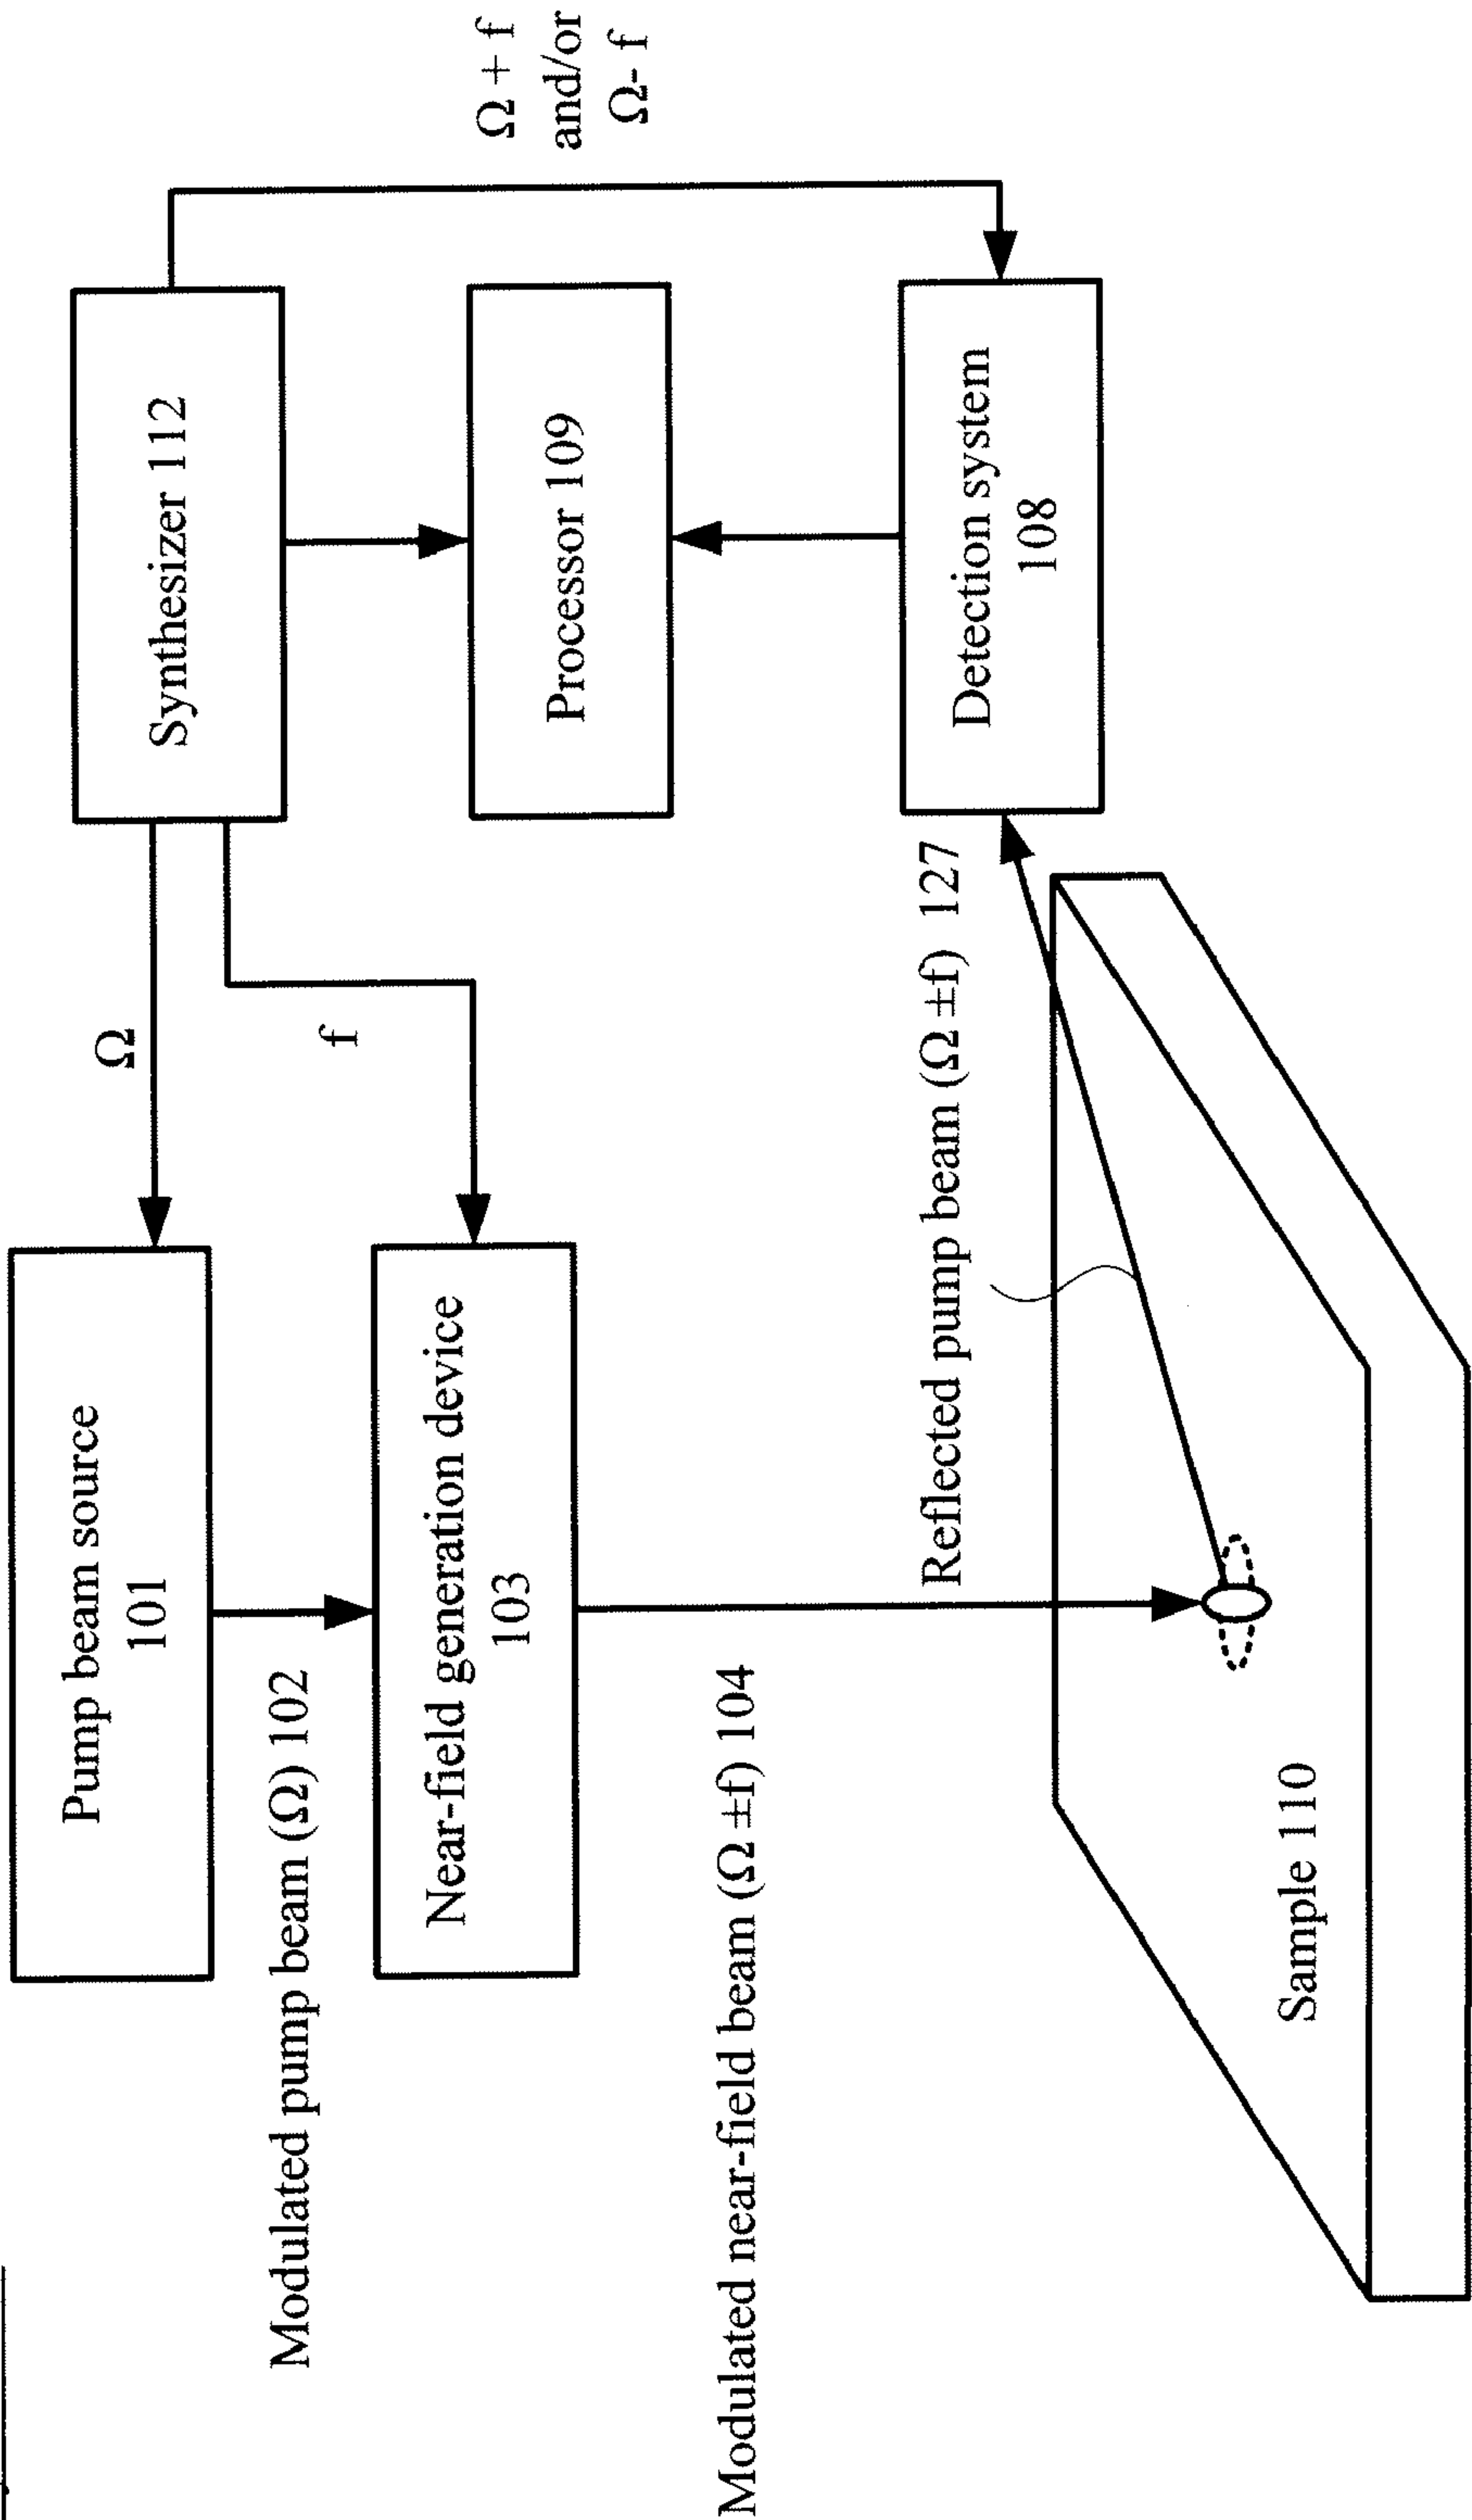 Pump beam source
101
Ω
Synthesizer 112
Ω + f
and/or
Ω- f
Modulated pump beam (Ω) 102
f
Near-field generation device
103
Processor 109
Modulated near-field beam (Ω ±f) 104
Reflected pump beam (Ω ±f) 127
Detection system
108
Sample 110